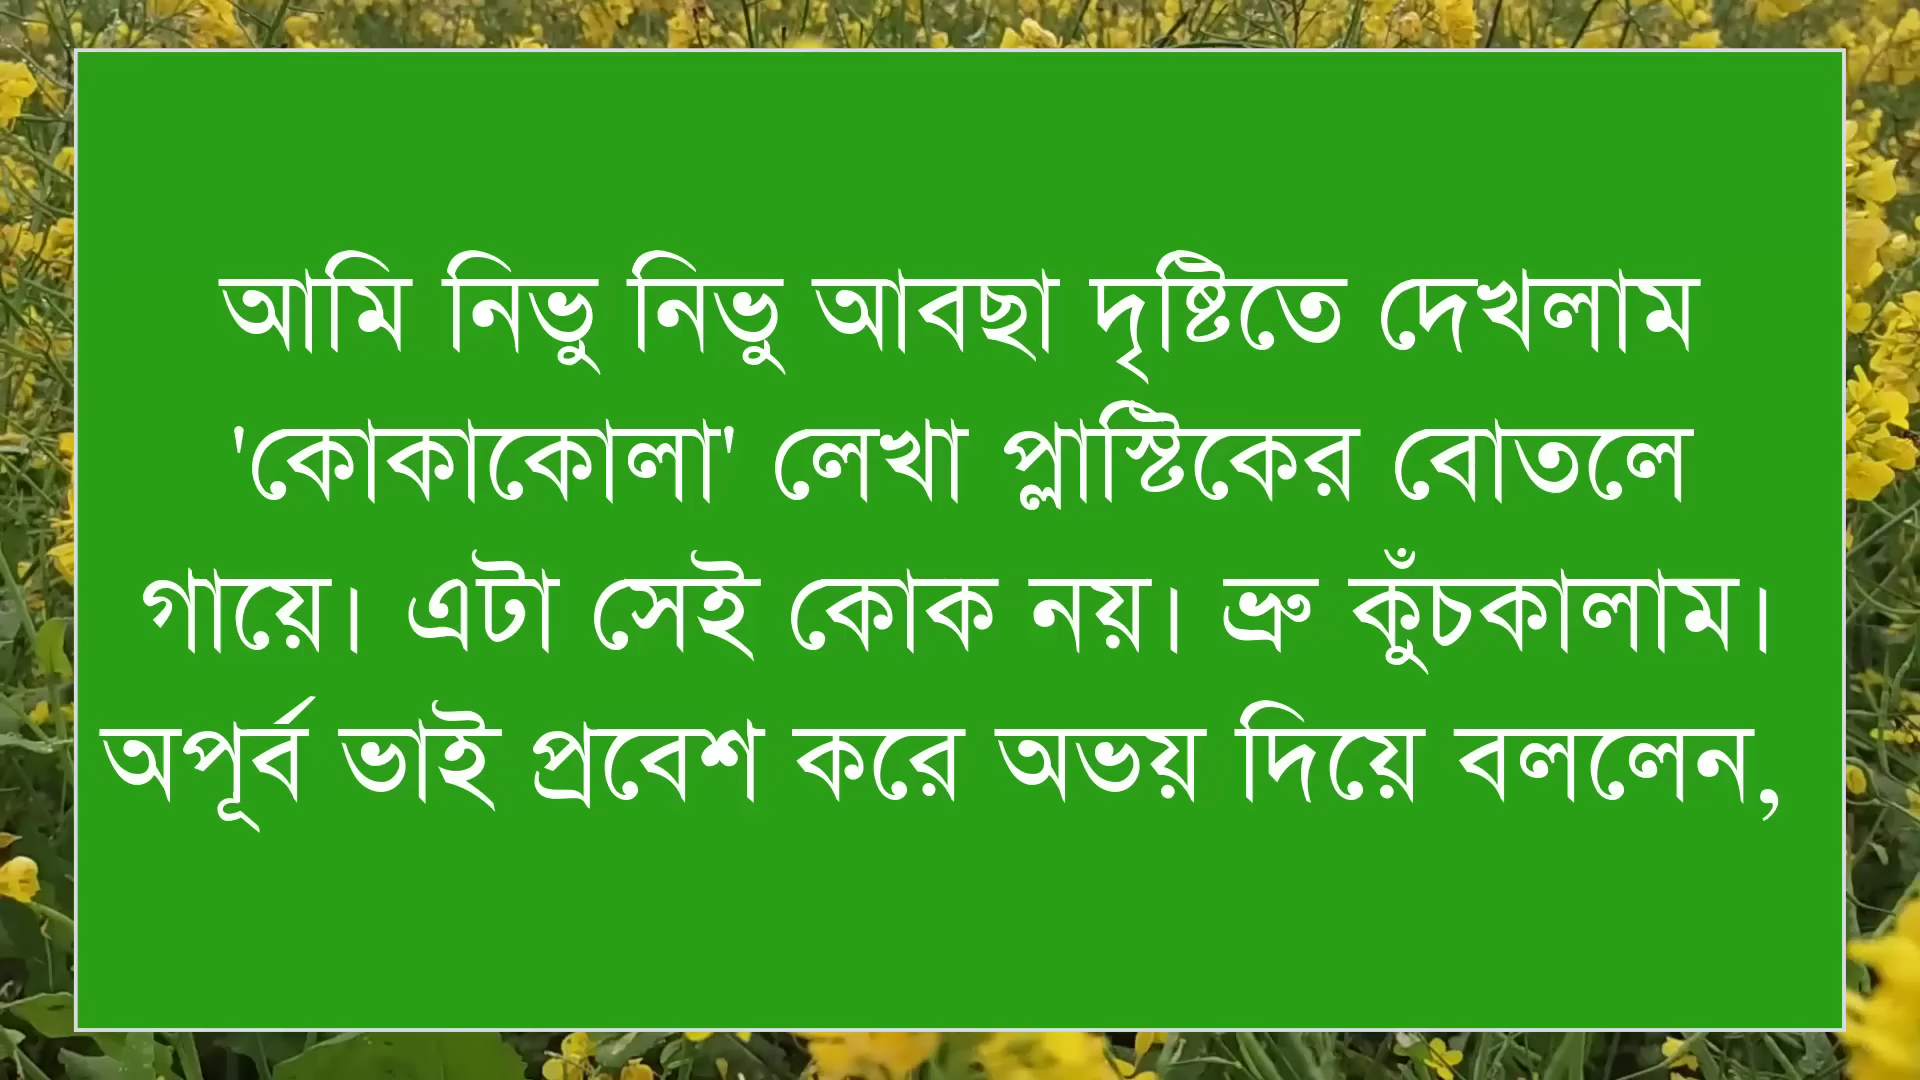 আমি নিভু নিভু আবছা দৃষ্টিতে দেখলাম
'কোকাকোলা' লেখা প্লাস্টিকের বোতলে
গায়ে। এটা সেই কোক নয়। ভ্রু কুঁচকালাম।
অপূর্ব ভাই প্রবেশ করে অভয় দিয়ে বললেন,